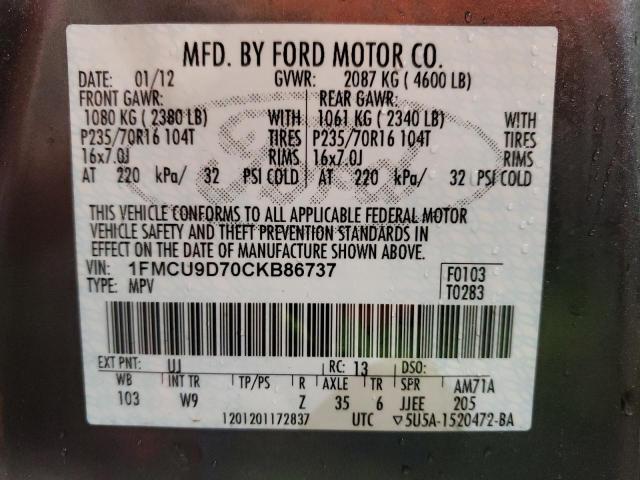 MFD. BY FORD MOTOR CO.
DATE: 01/12 GVWR: 2087 KG ( 4600 LB)
FRONT GAWR: REAR GAWR:
1080 KG ( 2380 LB) WITH 1061 KG ( 2340 LB) WITH
P235/70R16 104T TIRES P235/70R16 104T TIRES
16x7.0J RIMS 16x7.0J RIMS
AT 220 kPa/ 32 PSI COLD AT 220 kPa/ 32 PSI COLD
THIS VEHICLE CONFORMS TO ALL APPLICABLE FEDERAL MOTOR
VEHICLE SAFETY AND THEFT PREVENTION STANDARDS IN
EFFECT ON THE DATE OF MANUFACTURE SHOWN ABOVE.
VIN: 1FMCU9D70CKB86737 F0103
TYPE: MPV T0283
EXT PNT: UJ RC: 13 DSO:
WB INT TR TP/PS R AXLE TR SPR AM71A
103 W9 Z 35 6 JJEE 205
1201201172837 UTC ▽5U5A-1520472-BA
Ford